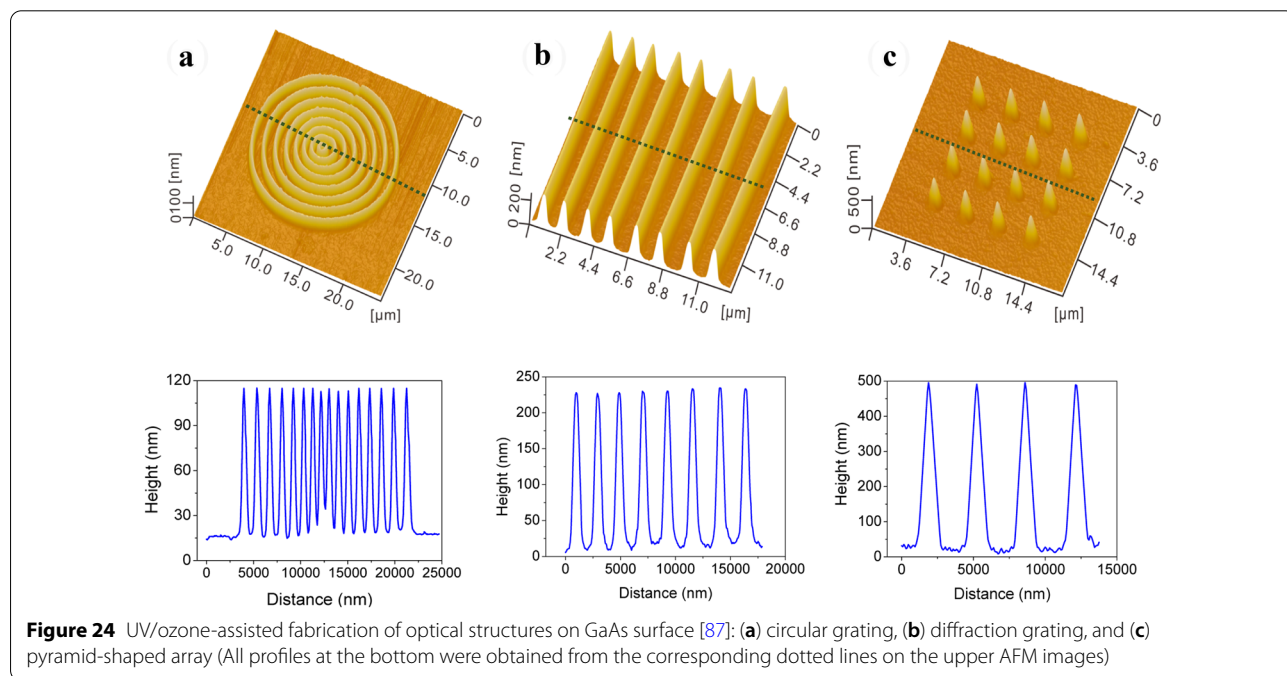 a
0 100 [nm]
5.0
10.0
15.0
20.0
[µm]
0
5.0
10.0
15.0
20.0
b
0 200 [nm]
2.2
4.4
6.6
8.8
11.0
[µm]
0
2.2
4.4
6.6
8.8
11.0
c
0 500 [nm]
3.6
7.2
10.8
14.4
[µm]
0
3.6
7.2
10.8
14.4
120
90
60
30
0
Height (nm)
0 5000 10000 15000 20000 25000
Distance (nm)
250
200
150
100
50
0
Height (nm)
0 5000 10000 15000 20000
Distance (nm)
500
400
300
200
100
0
Height (nm)
0 5000 10000 15000
Distance (nm)
Figure 24 UV/ozone-assisted fabrication of optical structures on GaAs surface [87]: (a) circular grating, (b) diffraction grating, and (c)
pyramid-shaped array (All profiles at the bottom were obtained from the corresponding dotted lines on the upper AFM images)